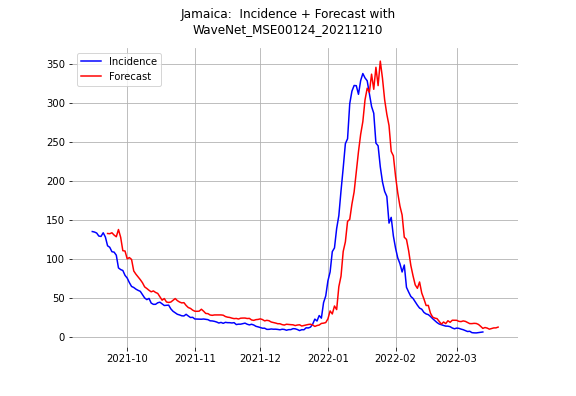 Jamaica: Incidence + Forecast with
WaveNet_MSE00124_20211210
Incidence
Forecast
350
300
250
200
150
100
50
0
2021-10 2021-11 2021-12 2022-01 2022-02 2022-03